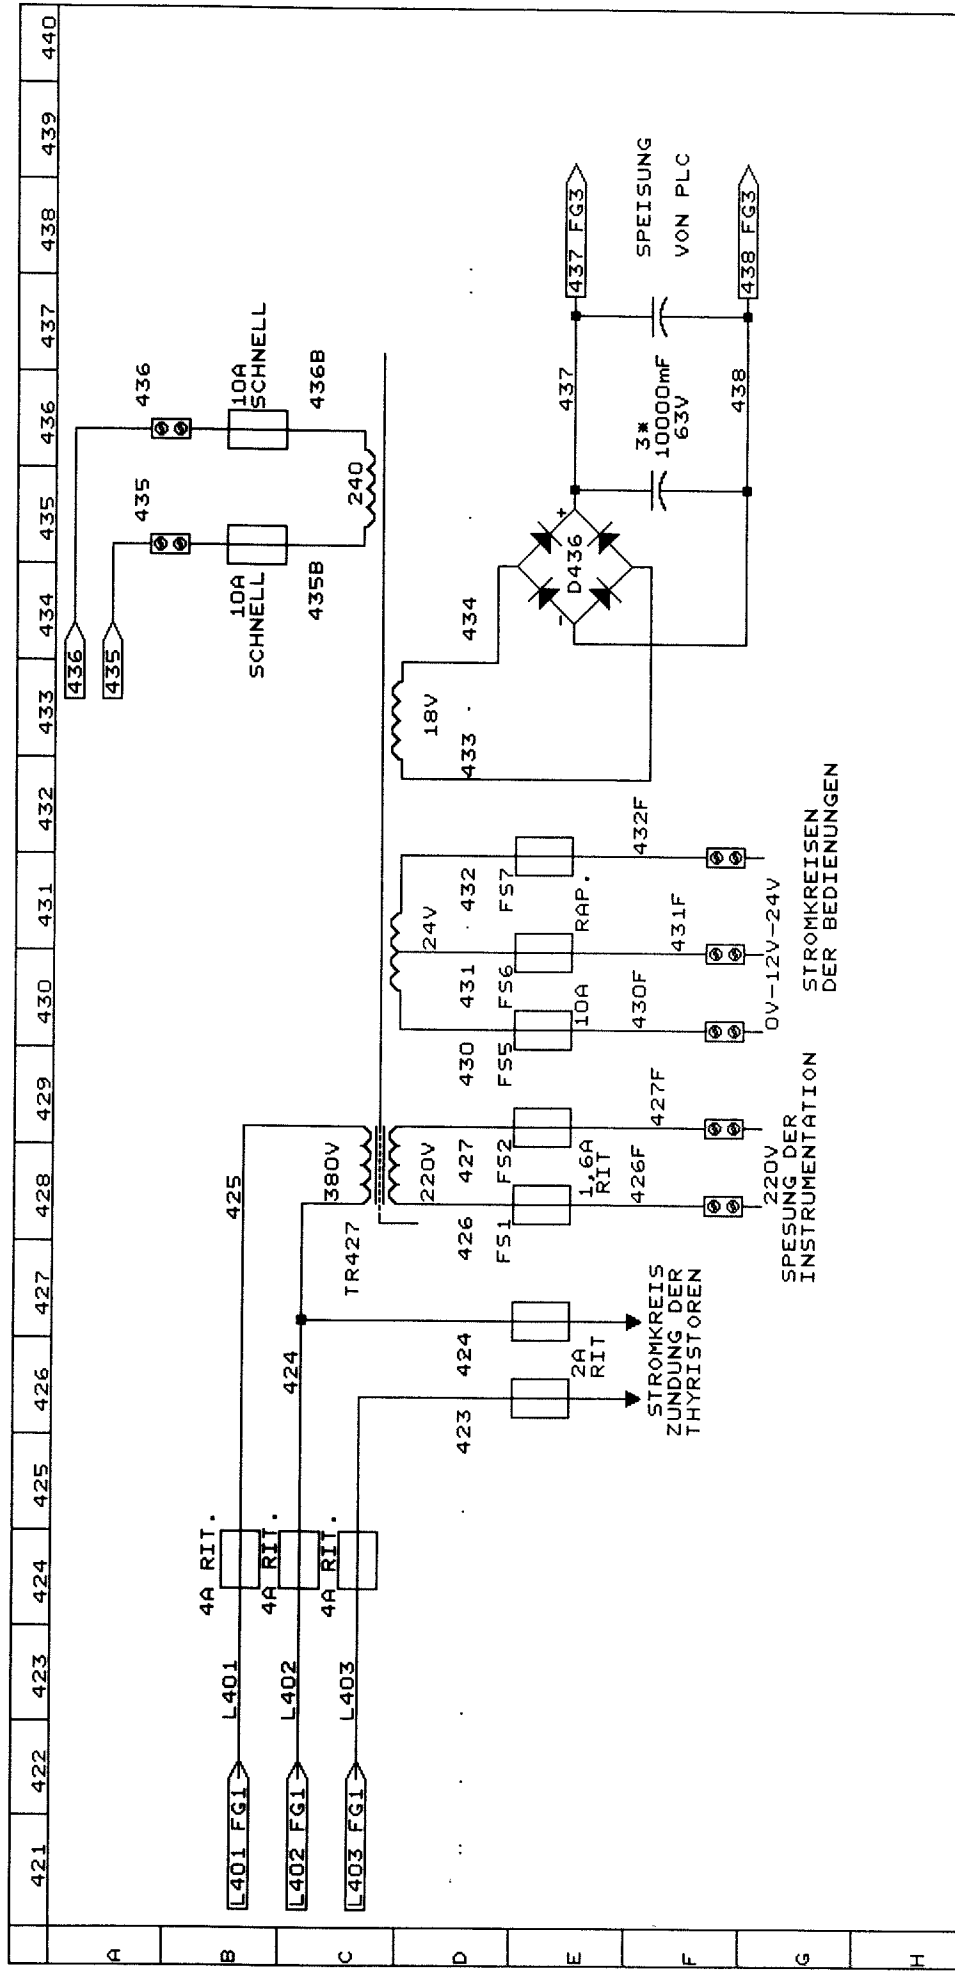 421 422 423 424 425 426 427 428 429 430 431 432 433 434 435 436 437 438 439 440
A
B
C
D
E
F
G
H
436
435
435
436
10A
SCHNELL
10A
SCHNELL
435B
436B
240
L401 FG1
L401
4A RIT.
425
L402 FG1
L402
4A RIT.
424
L403 FG1
L403
4A RIT.
TR427
380V
220V
24V
18V
423
424
426
427
430
431
432
433
434
2A
RIT
FS1
FS2
1,6A
RIT
FS5
FS6
FS7
10A
RAP.
426F
427F
430F
431F
432F
STROMKREIS
ZUNDUNG DER
THYRISTOREN
220V
SPESUNG DER
INSTRUMENTATION
0V-12V-24V
STROMKREISEN
DER BEDIENUNGEN
-
D436
+
437
437 FG3
3*
10000mF
63V
438
438 FG3
SPEISUNG
VON PLC